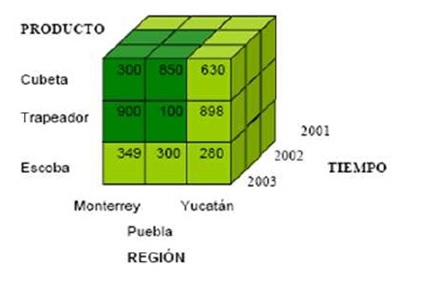 PRODUCTO
Cubeta 300 850 630
Trapeador 900 100 898
Escoba 349 300 280
2001
2002
2003
TIEMPO
Monterrey Yucatán
Puebla
REGIÓN